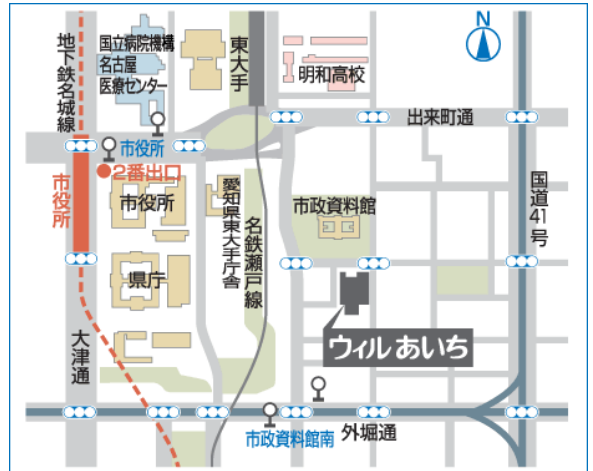 N
地下鉄名城線
国立病院機構
名古屋
医療センター
東大手
明和高校
出来町通
市役所
2番出口
市役所
市役所
愛知県東大手庁舎
名鉄瀬戸線
市政資料館
国道41号
県庁
ウィルあいち
大津通
市政資料館南
外堀通